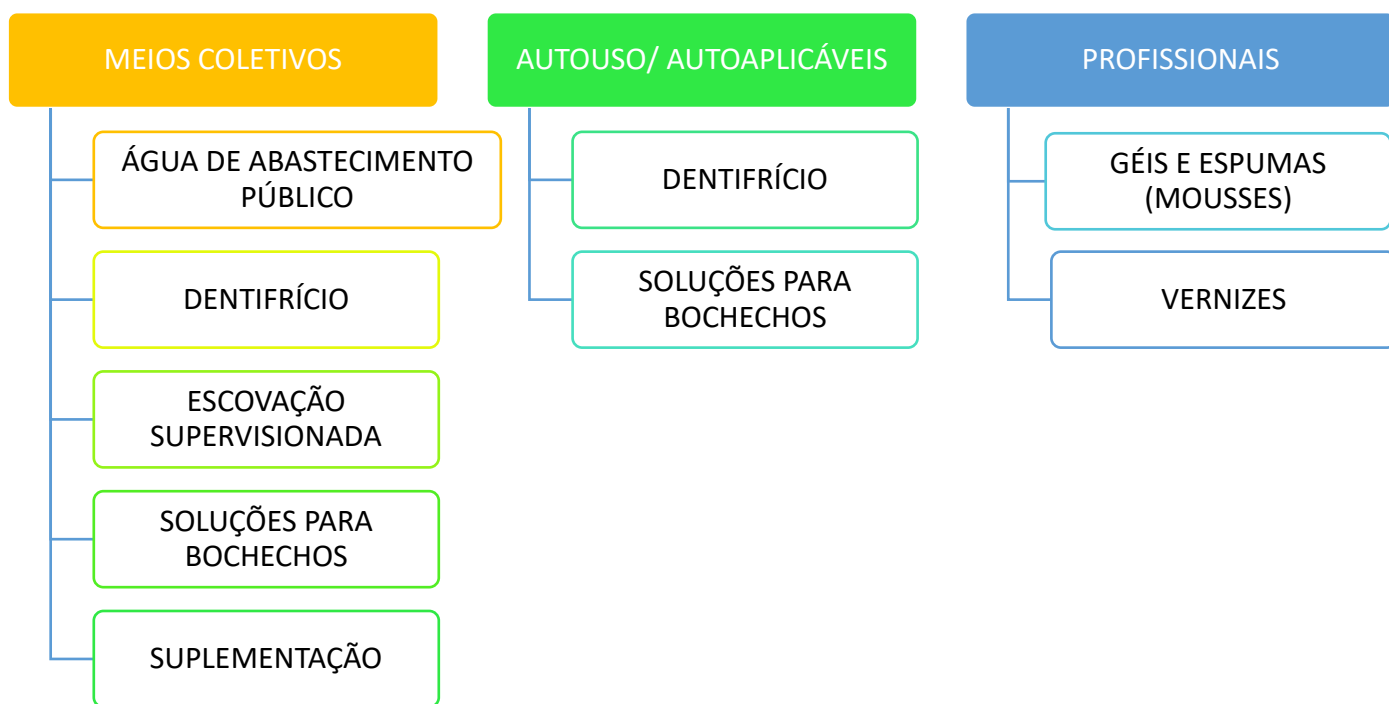 MEIOS COLETIVOS
ÁGUA DE ABASTECIMENTO
PÚBLICO
DENTIFRÍCIO
ESCOVAÇÃO
SUPERVISIONADA
SOLUÇÕES PARA
BOCHECHOS
SUPLEMENTAÇÃO
AUTOUSO/ AUTOAPLICÁVEIS
DENTIFRÍCIO
SOLUÇÕES PARA
BOCHECHOS
PROFISSIONAIS
GÉIS E ESPUMAS
(MOUSSES)
VERNIZES